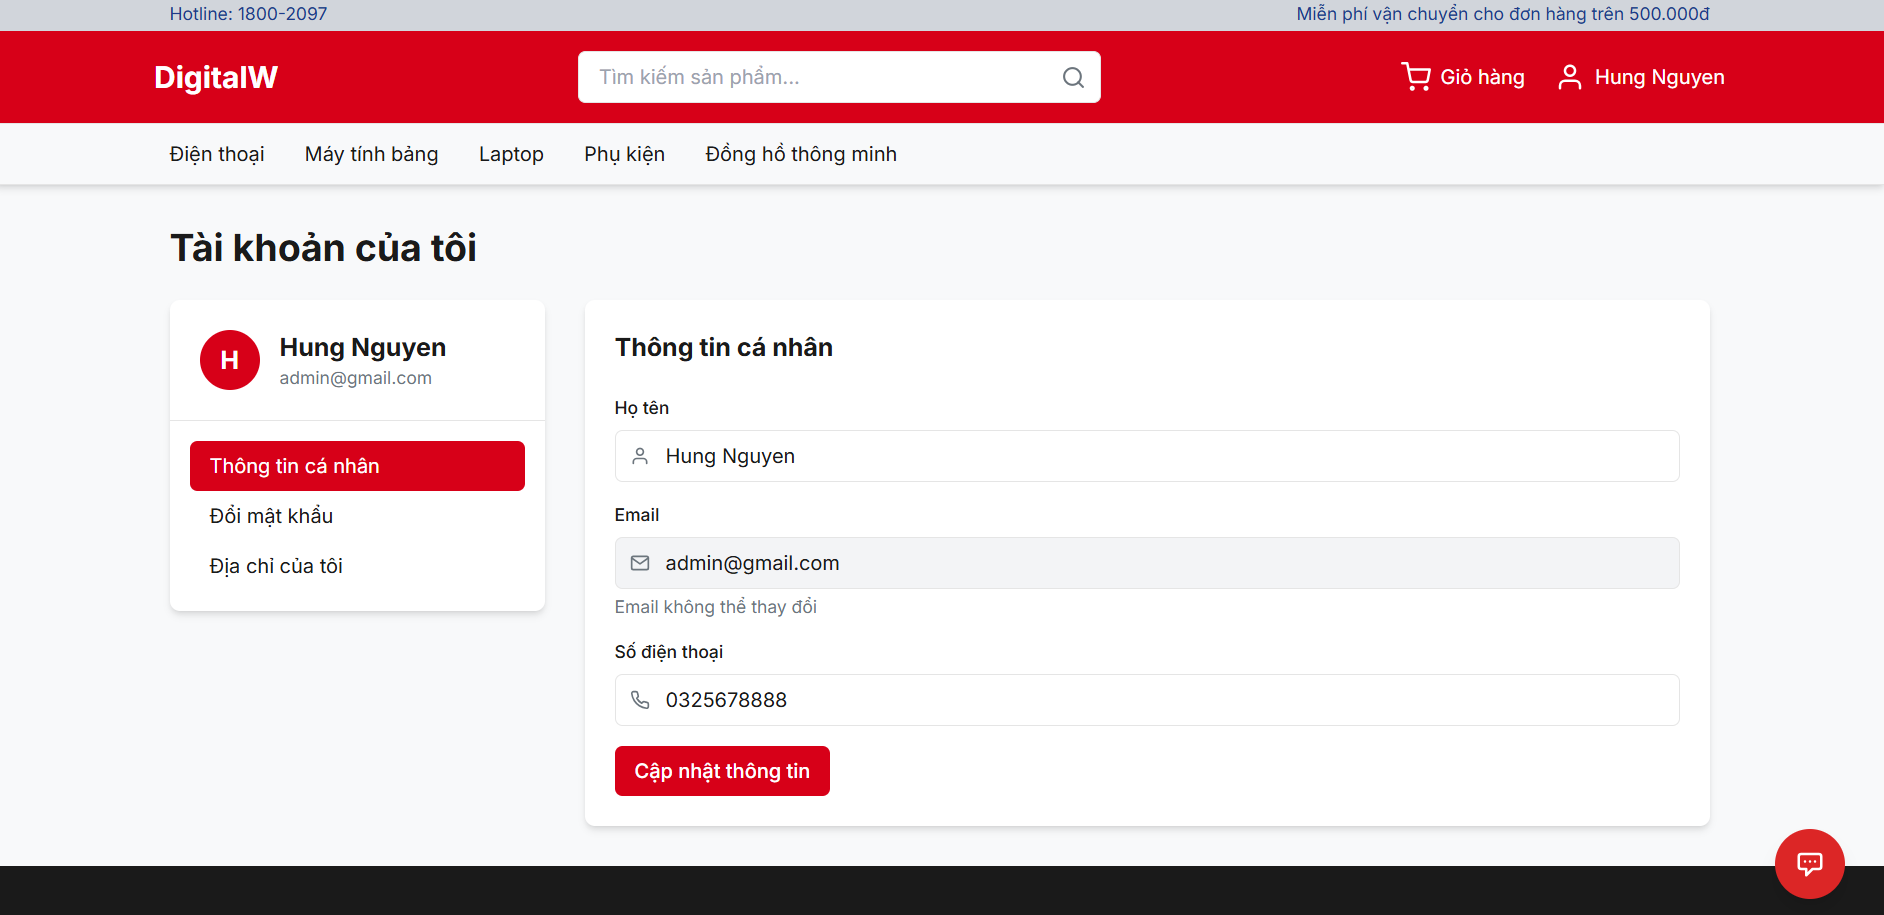 Hotline: 1800-2097
Miễn phí vận chuyển cho đơn hàng trên 500.000đ
DigitalW
Tìm kiếm sản phẩm...
Giỏ hàng
Hung Nguyen
Điện thoại
Máy tính bảng
Laptop
Phụ kiện
Đồng hồ thông minh
Tài khoản của tôi
H
Hung Nguyen
admin@gmail.com
Thông tin cá nhân
Đổi mật khẩu
Địa chỉ của tôi
Thông tin cá nhân
Họ tên
Hung Nguyen
Email
admin@gmail.com
Email không thể thay đổi
Số điện thoại
0325678888
Cập nhật thông tin